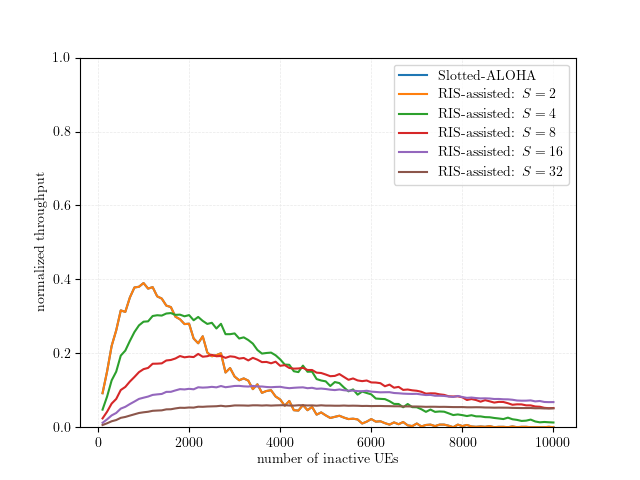 1.0
0.8
0.6
0.4
0.2
0.0
normalized throughput
Slotted-ALOHA
RIS-assisted: S = 2
RIS-assisted: S = 4
RIS-assisted: S = 8
RIS-assisted: S = 16
RIS-assisted: S = 32
0 2000 4000 6000 8000 10000
number of inactive UEs